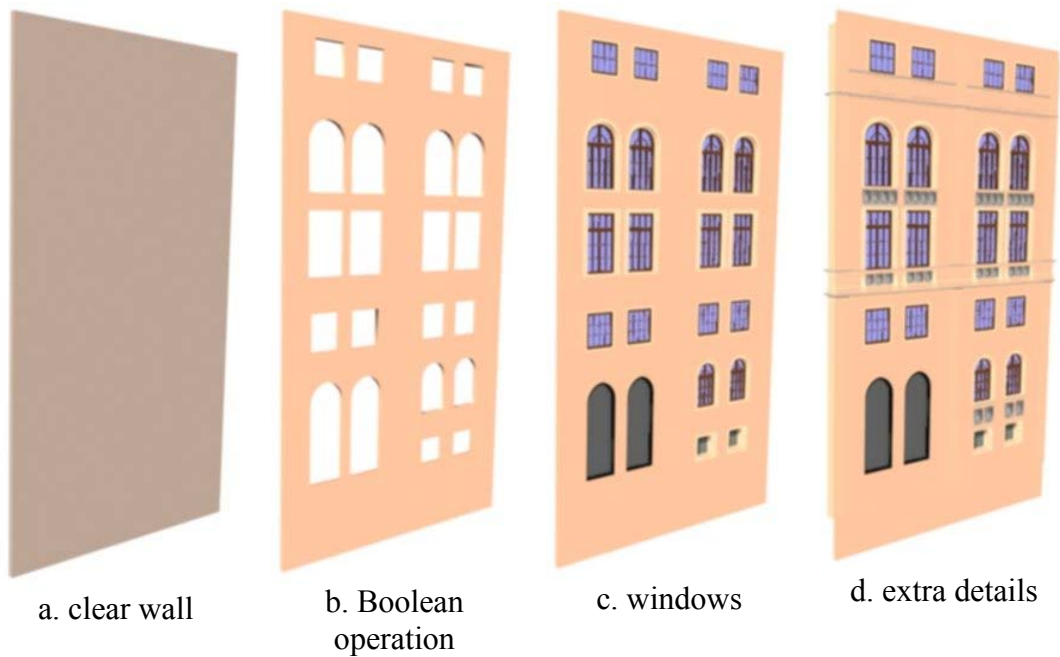 a. clear wall
b. Boolean
operation
c. windows
d. extra details